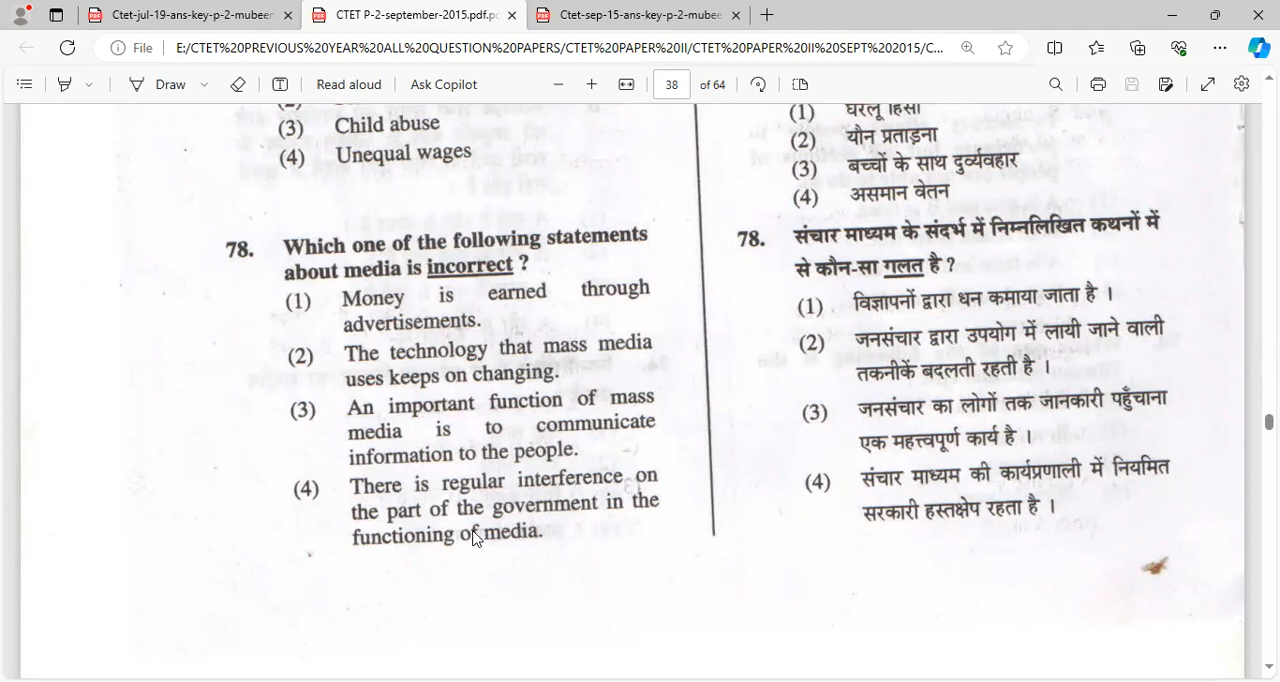 Ctet-jul-19-ans-key-p-2-mubeen
CTET P-2-september-2015.pdf.pc
Ctet-sep-15-ans-key-p-2-mubeen
File
E:/CTET%20PREVIOUS%20YEAR%20ALL%20QUESTION%20PAPERS/CTET%20PAPER%20II/CTET%20PAPER%20II%20SEPT%202015/C...
Draw
Read aloud
Ask Copilot
38 of 64
(3) Child abuse
(4) Unequal wages
78. Which one of the following statements
about media is incorrect ?
(1) Money is earned through
advertisements.
(2) The technology that mass media
uses keeps on changing.
(3) An important function of mass
media is to communicate
information to the people.
(4) There is regular interference on
the part of the government in the
functioning of media.
(1) घरेलू हिंसा
(2) यौन प्रताड़ना
(3) बच्चों के साथ दुर्व्यवहार
(4) असमान वेतन
78. संचार माध्यम के संदर्भ में निम्नलिखित कथनों में
से कौन-सा गलत है ?
(1) विज्ञापनों द्वारा धन कमाया जाता है ।
(2) जनसंचार द्वारा उपयोग में लायी जाने वाली
तकनीकें बदलती रहती है ।
(3) जनसंचार का लोगों तक जानकारी पहुँचाना
एक महत्त्वपूर्ण कार्य है ।
(4) संचार माध्यम की कार्यप्रणाली में नियमित
सरकारी हस्तक्षेप रहता है ।